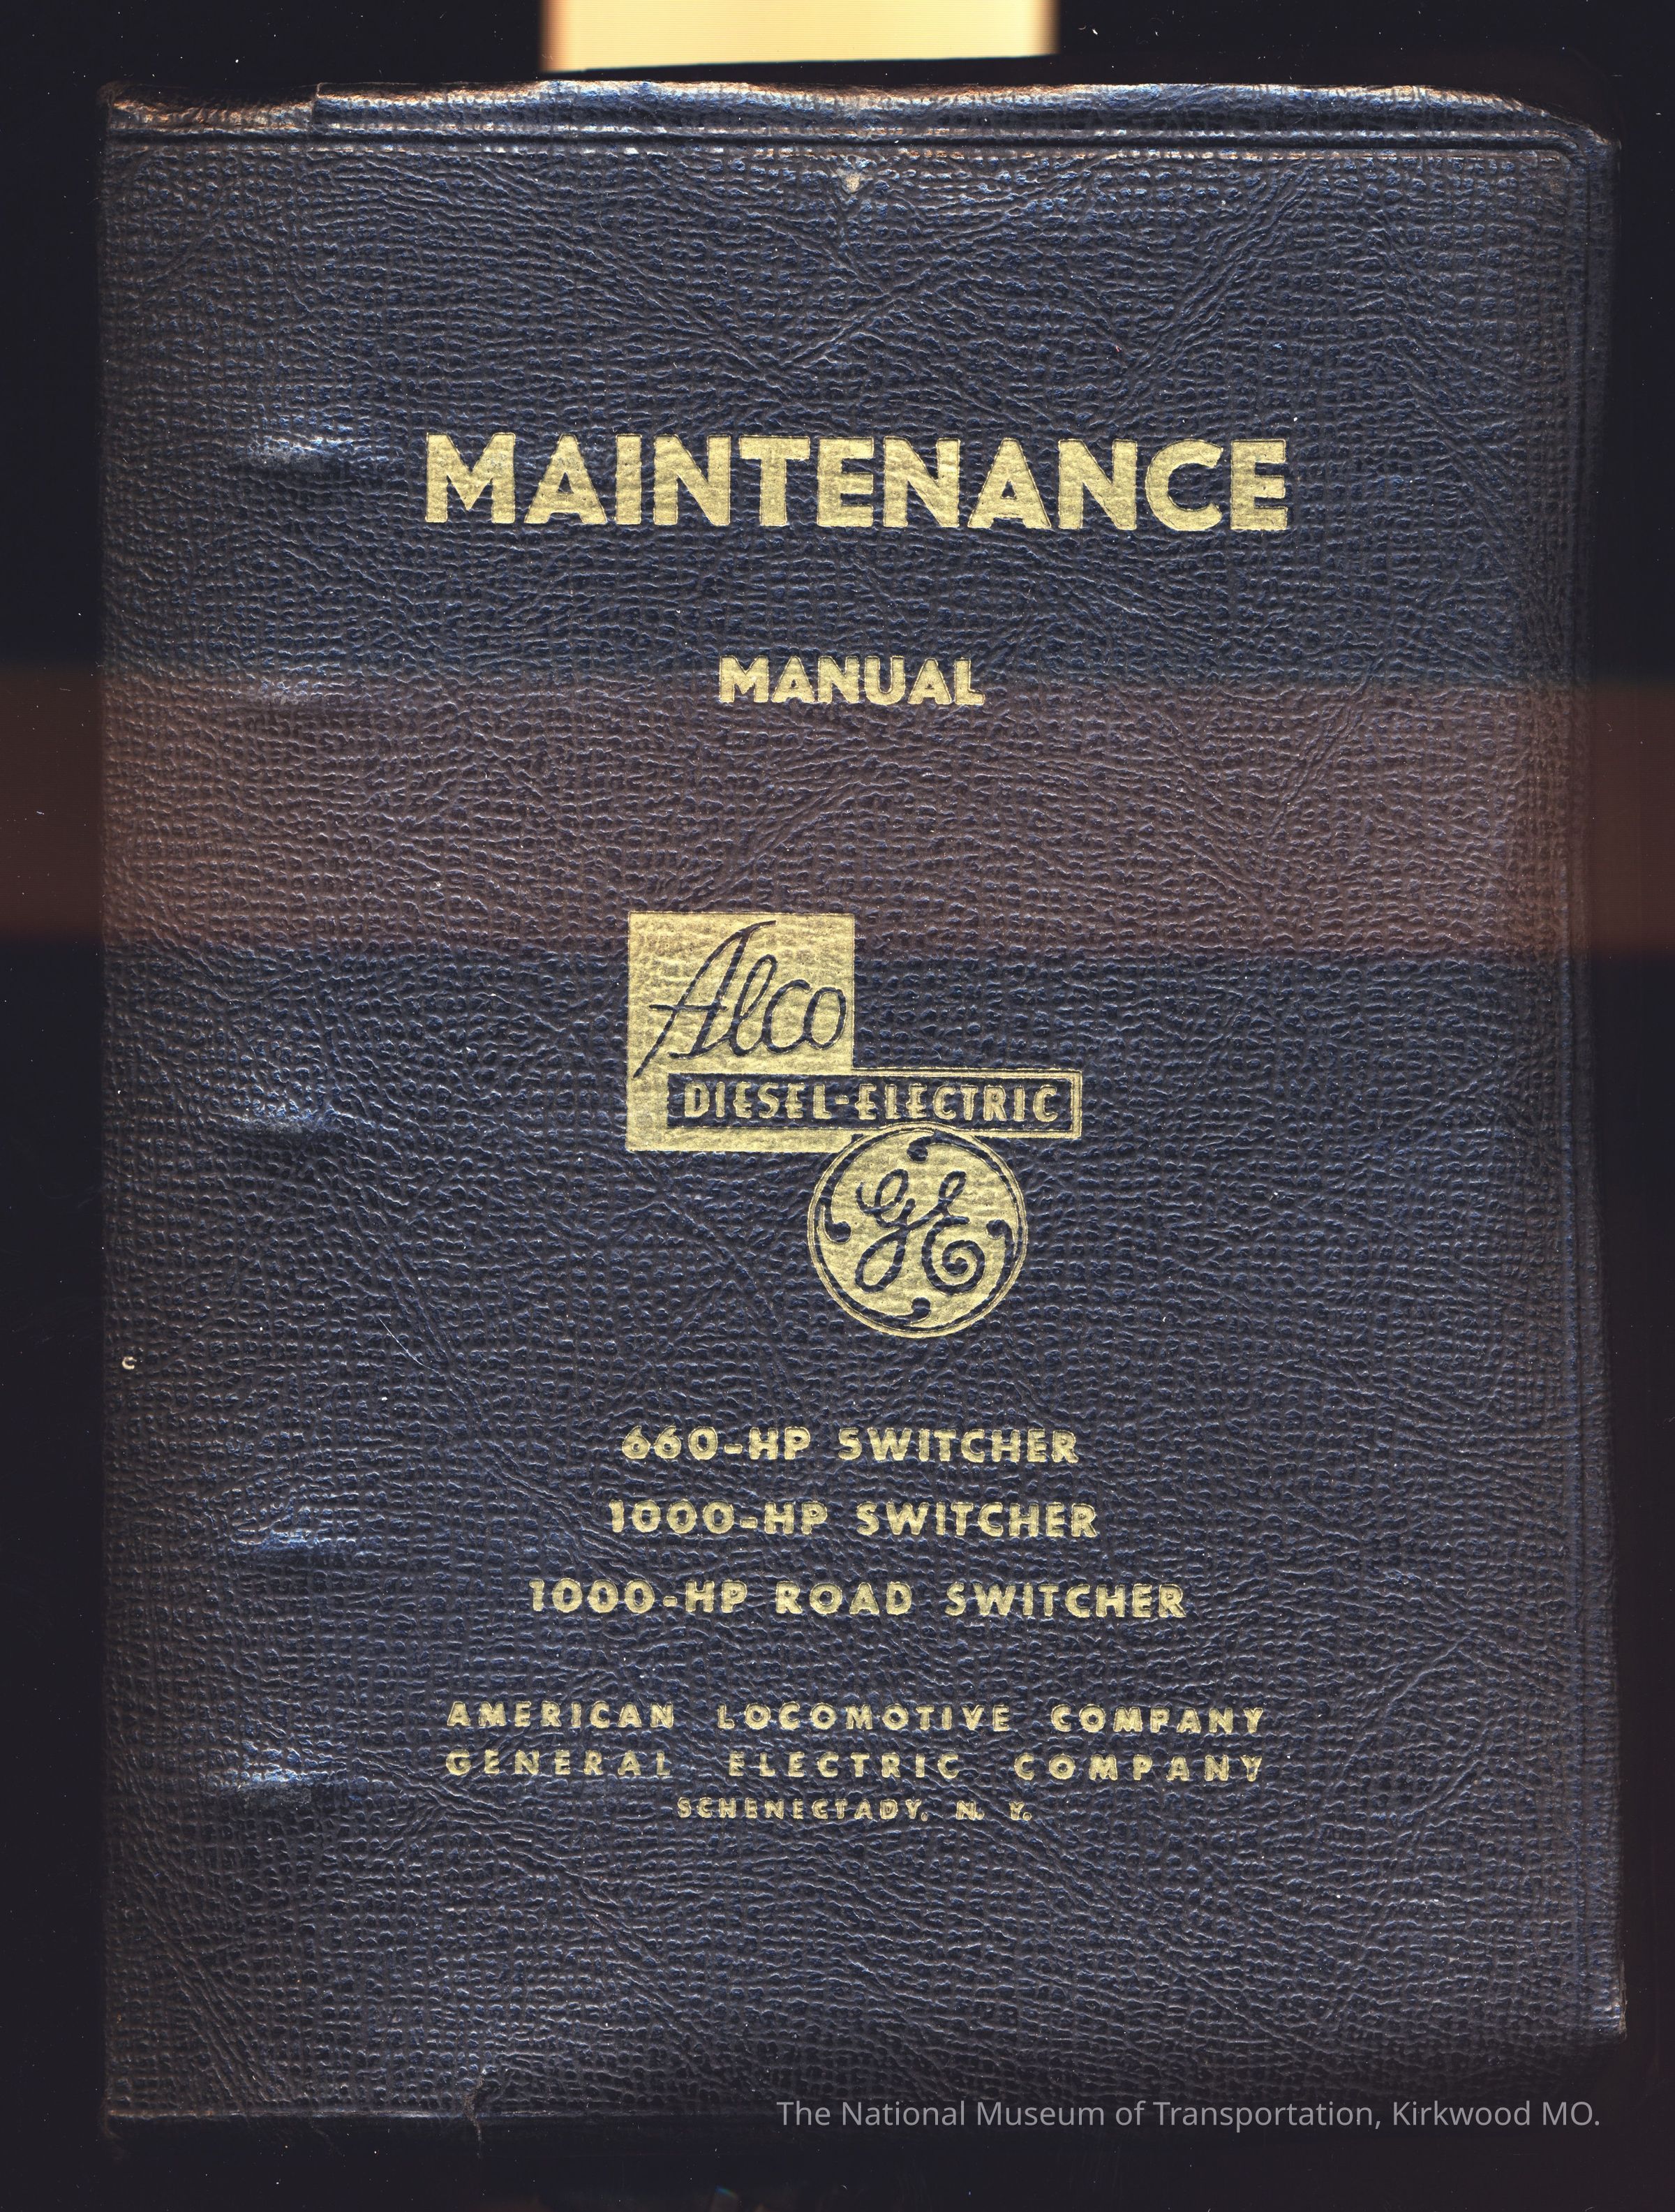 MAINTENANCE
MANUAL
Alco
DIESEL-ELECTRIC
GE
660-HP SWITCHER
1000-HP SWITCHER
1000-HP ROAD SWITCHER
AMERICAN LOCOMOTIVE COMPANY
GENERAL ELECTRIC COMPANY
SCHENECTADY, N. Y.
The National Museum of Transportation, Kirkwood MO.